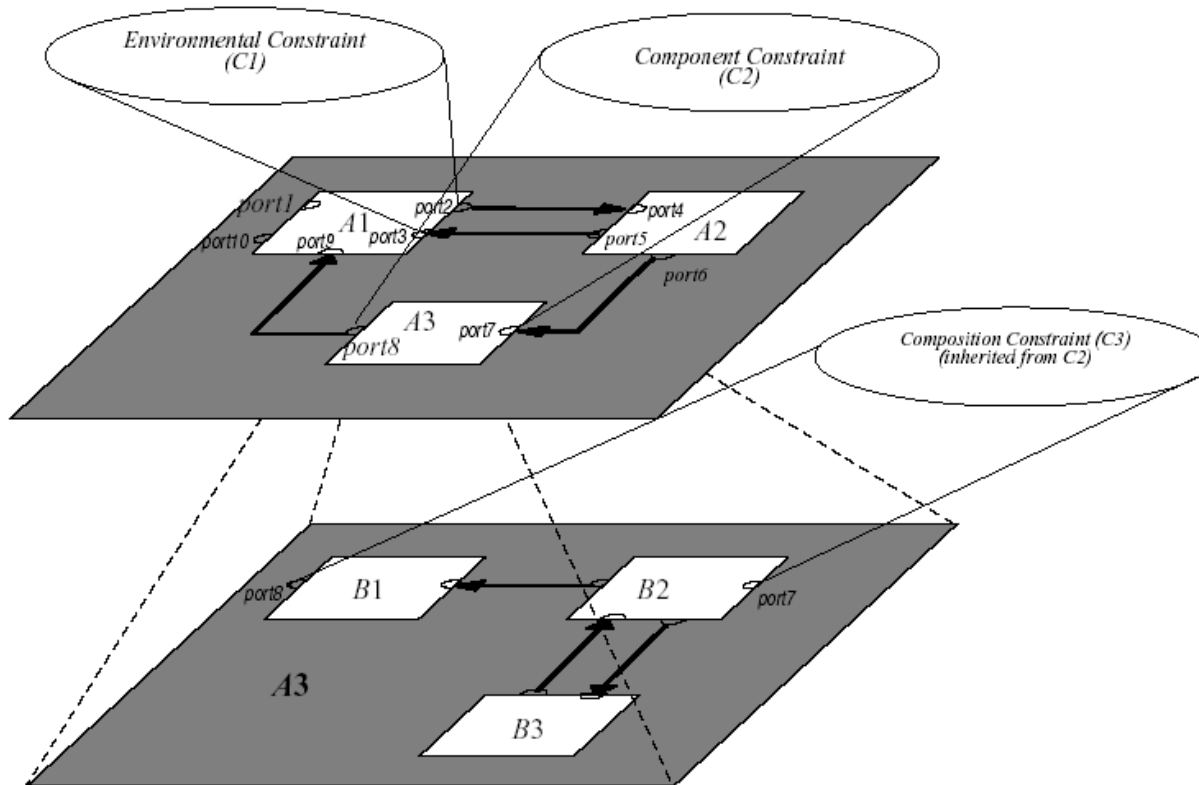 Environmental Constraint
(C1)
Component Constraint
(C2)
port1
port2
A1
port10
port9
port3
port4
port5
A2
port6
A3
port7
port8
Composition Constraint (C3)
(inherited from C2)
port8
B1
B2
port7
A3
B3